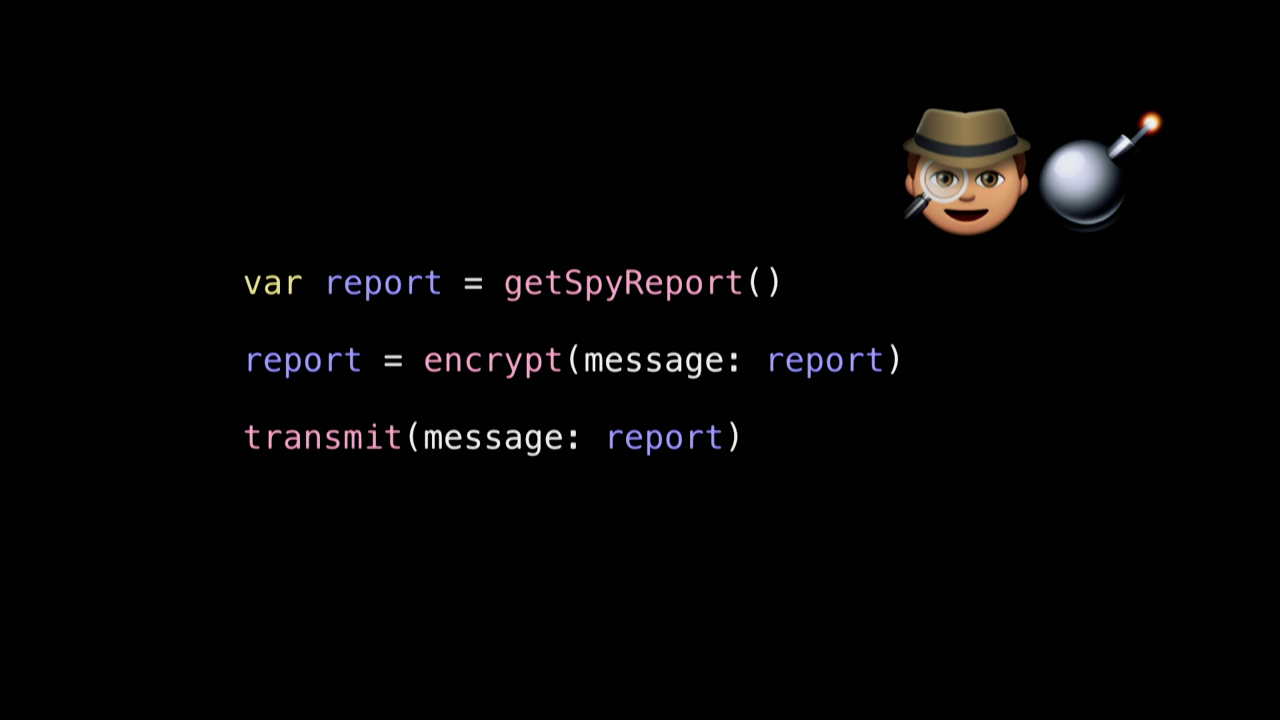 var report = getSpyReport()
report = encrypt(message: report)
transmit(message: report)